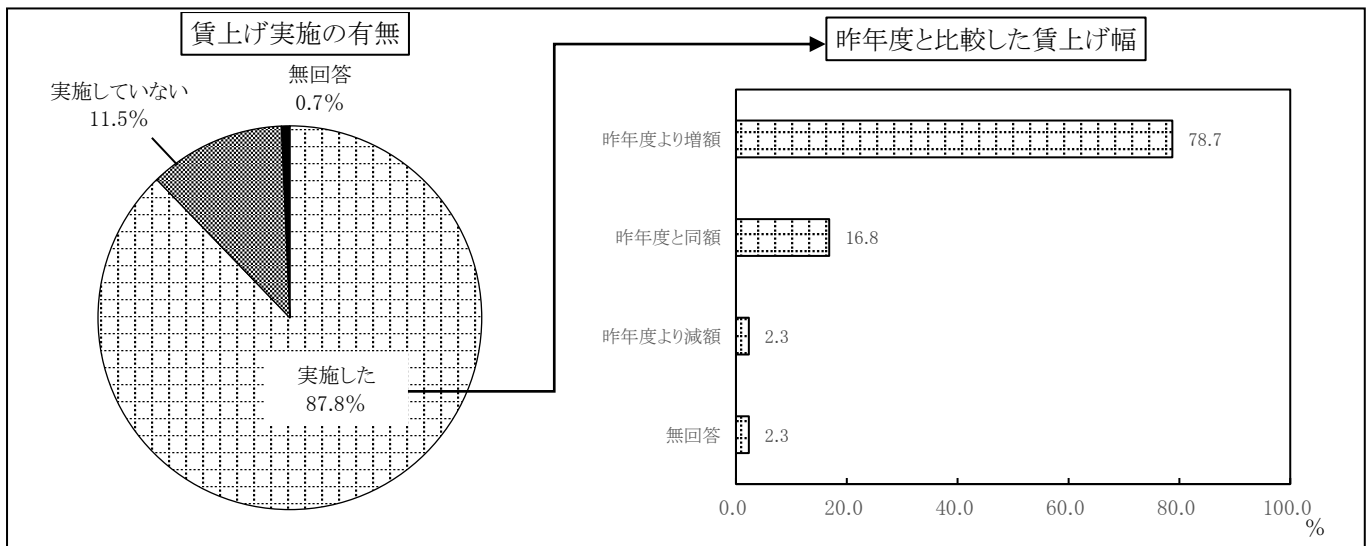 賃上げ実施の有無
無回答
0.7%
実施していない
11.5%
実施した
87.8%
昨年度と比較した賃上げ幅
昨年度より増額
78.7
昨年度と同額
16.8
昨年度より減額
2.3
無回答
2.3
0.0 20.0 40.0 60.0 80.0 100.0
%